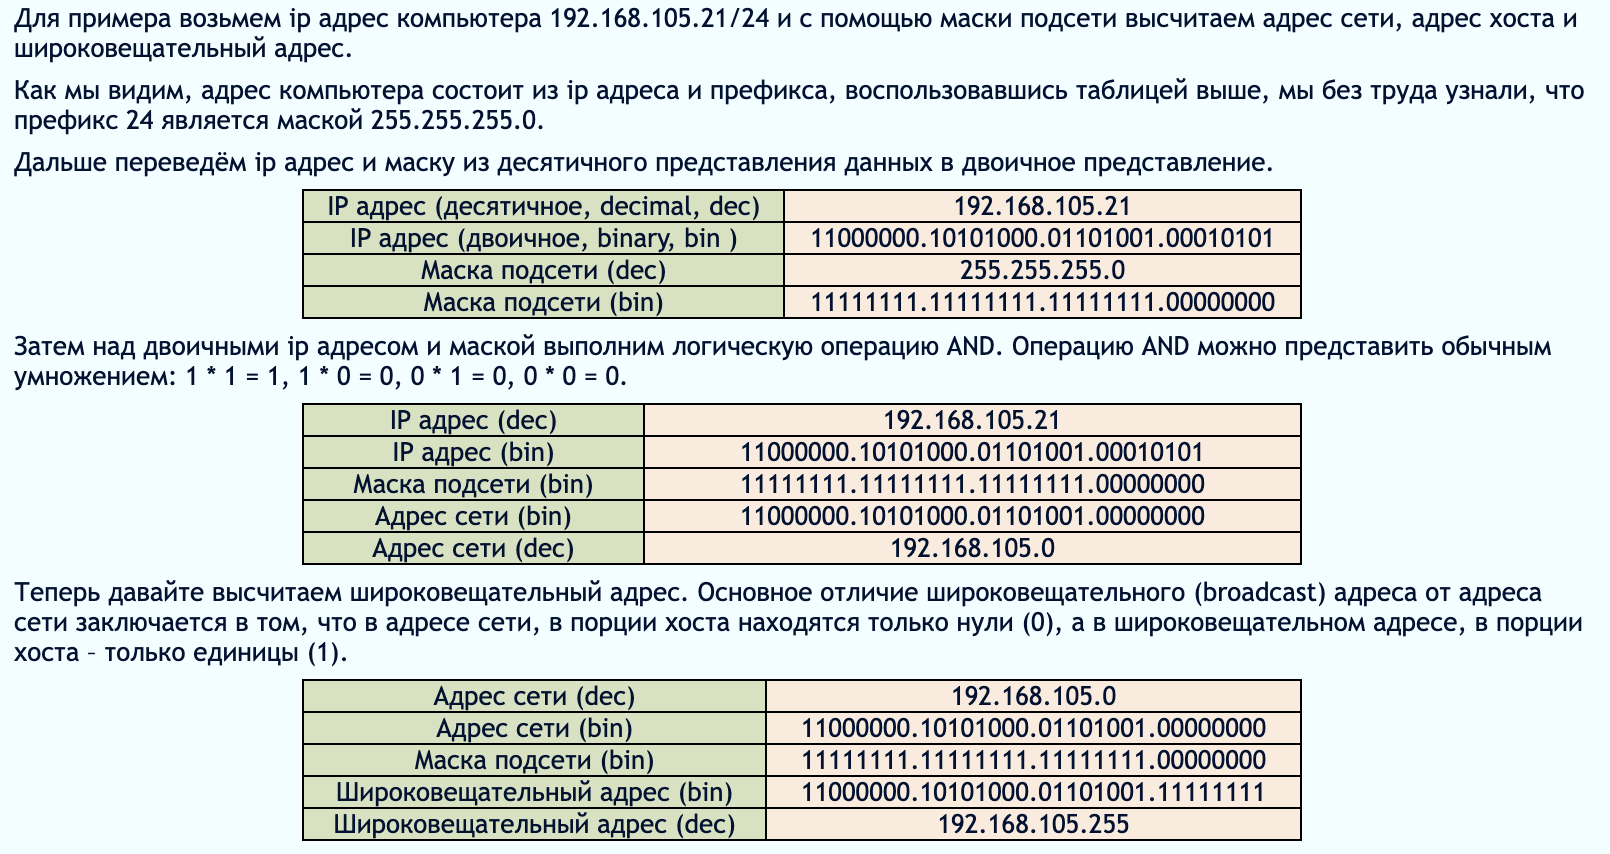 Для примера возьмем ip адрес компьютера 192.168.105.21/24 и с помощью маски подсети высчитаем адрес сети, адрес хоста и
широковещательный адрес.
Как мы видим, адрес компьютера состоит из ip адреса и префикса, воспользовавшись таблицей выше, мы без труда узнали, что
префикс 24 является маской 255.255.255.0.
Дальше переведём ip адрес и маску из десятичного представления данных в двоичное представление.
IP адрес (десятичное, decimal, dec) 192.168.105.21
IP адрес (двоичное, binary, bin ) 11000000.10101000.01101001.00010101
Маска подсети (dec) 255.255.255.0
Маска подсети (bin) 11111111.11111111.11111111.00000000
Затем над двоичными ip адресом и маской выполним логическую операцию AND. Операцию AND можно представить обычным
умножением: 1 * 1 = 1, 1 * 0 = 0, 0 * 1 = 0, 0 * 0 = 0.
IP адрес (dec) 192.168.105.21
IP адрес (bin) 11000000.10101000.01101001.00010101
Маска подсети (bin) 11111111.11111111.11111111.00000000
Адрес сети (bin) 11000000.10101000.01101001.00000000
Адрес сети (dec) 192.168.105.0
Теперь давайте высчитаем широковещательный адрес. Основное отличие широковещательного (broadcast) адреса от адреса
сети заключается в том, что в адресе сети, в порции хоста находятся только нули (0), а в широковещательном адресе, в порции
хоста – только единицы (1).
Адрес сети (dec) 192.168.105.0
Адрес сети (bin) 11000000.10101000.01101001.00000000
Маска подсети (bin) 11111111.11111111.11111111.00000000
Широковещательный адрес (bin) 11000000.10101000.01101001.11111111
Широковещательный адрес (dec) 192.168.105.255